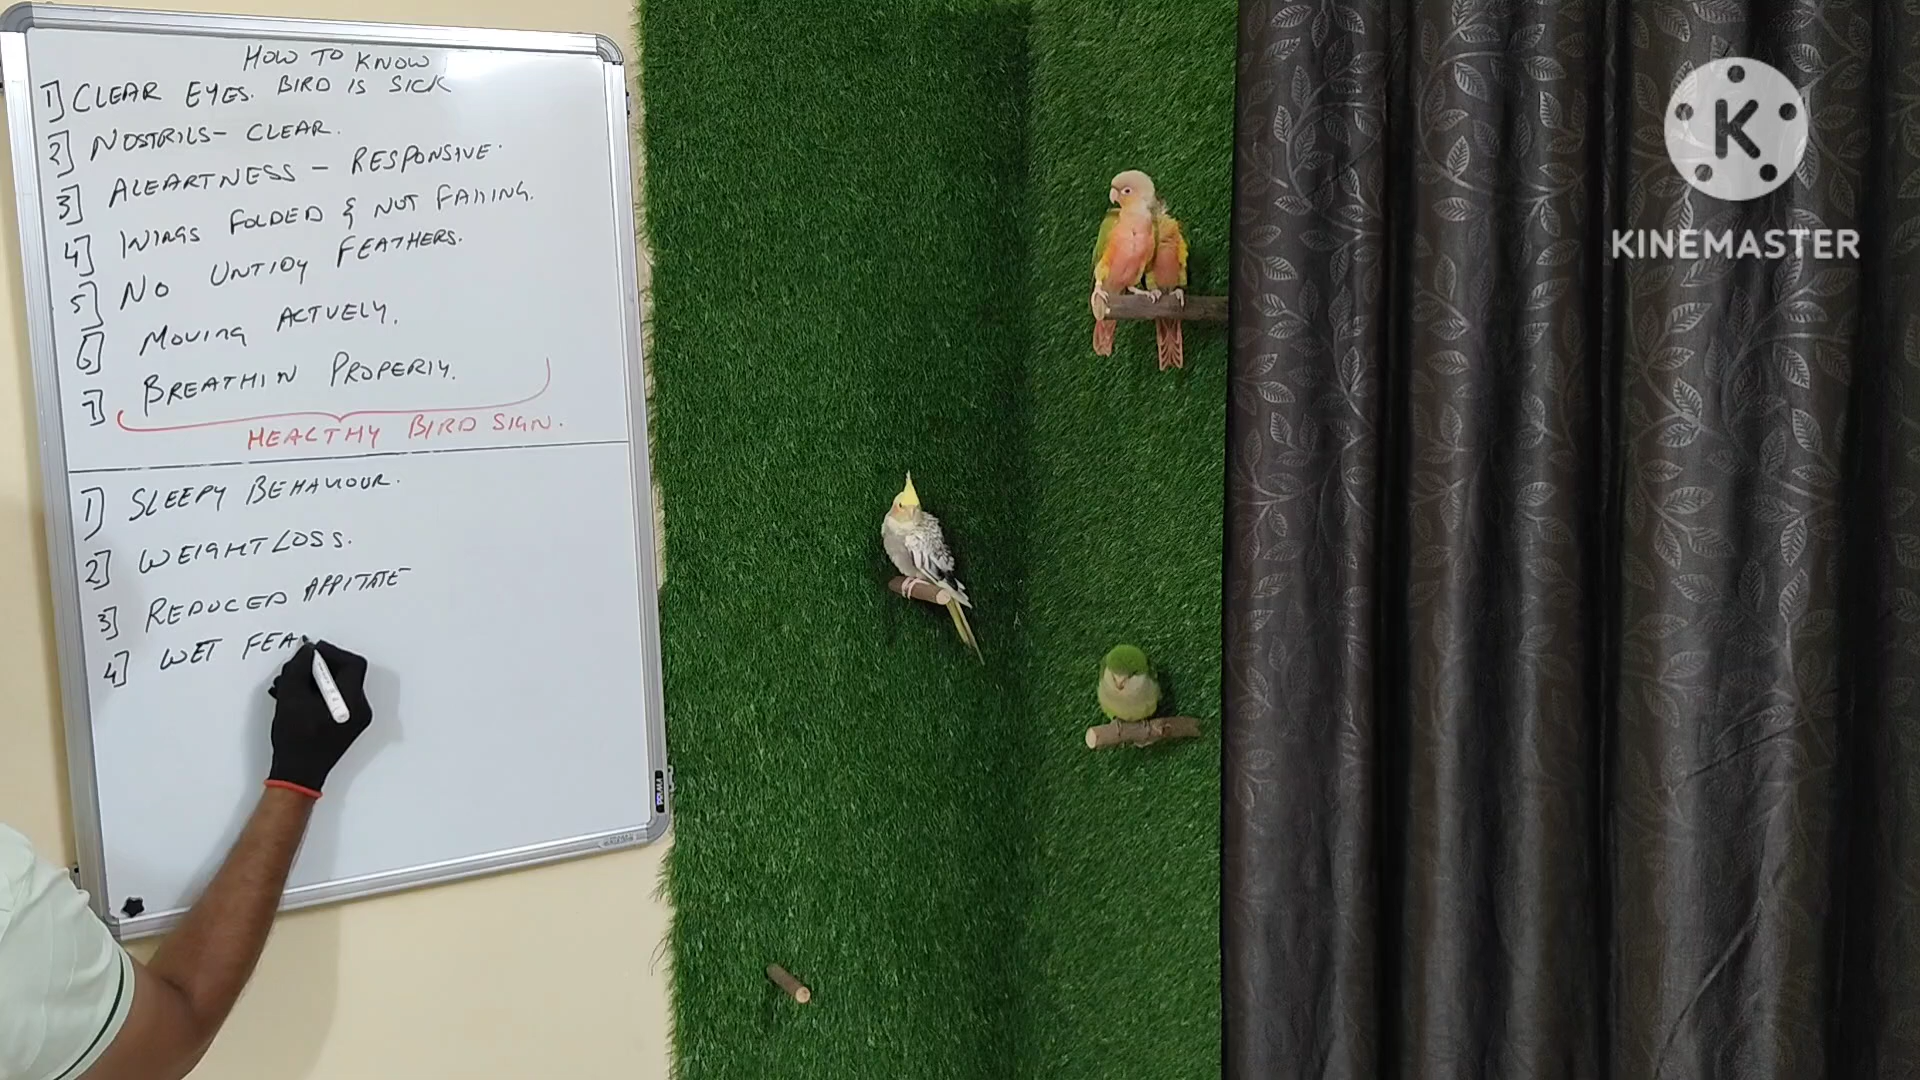 HOW TO KNOW
BIRD IS SICK
1] CLEAR EYES.
2] NOSTRILS- CLEAR.
3] ALEARTNESS - RESPONSIVE.
4] WINGS FOLDED & NOT FALLING.
5] NO UNTIDY FEATHERS.
6] MOVING ACTVELY.
7] BREATHIN PROPERLY.
HEALTHY BIRD SIGN.
1] SLEEPY BEHAVIOUR.
2] WEIGHT LOSS.
3] REDUCED APPITATE
4] WET FEA
K
KINEMASTER